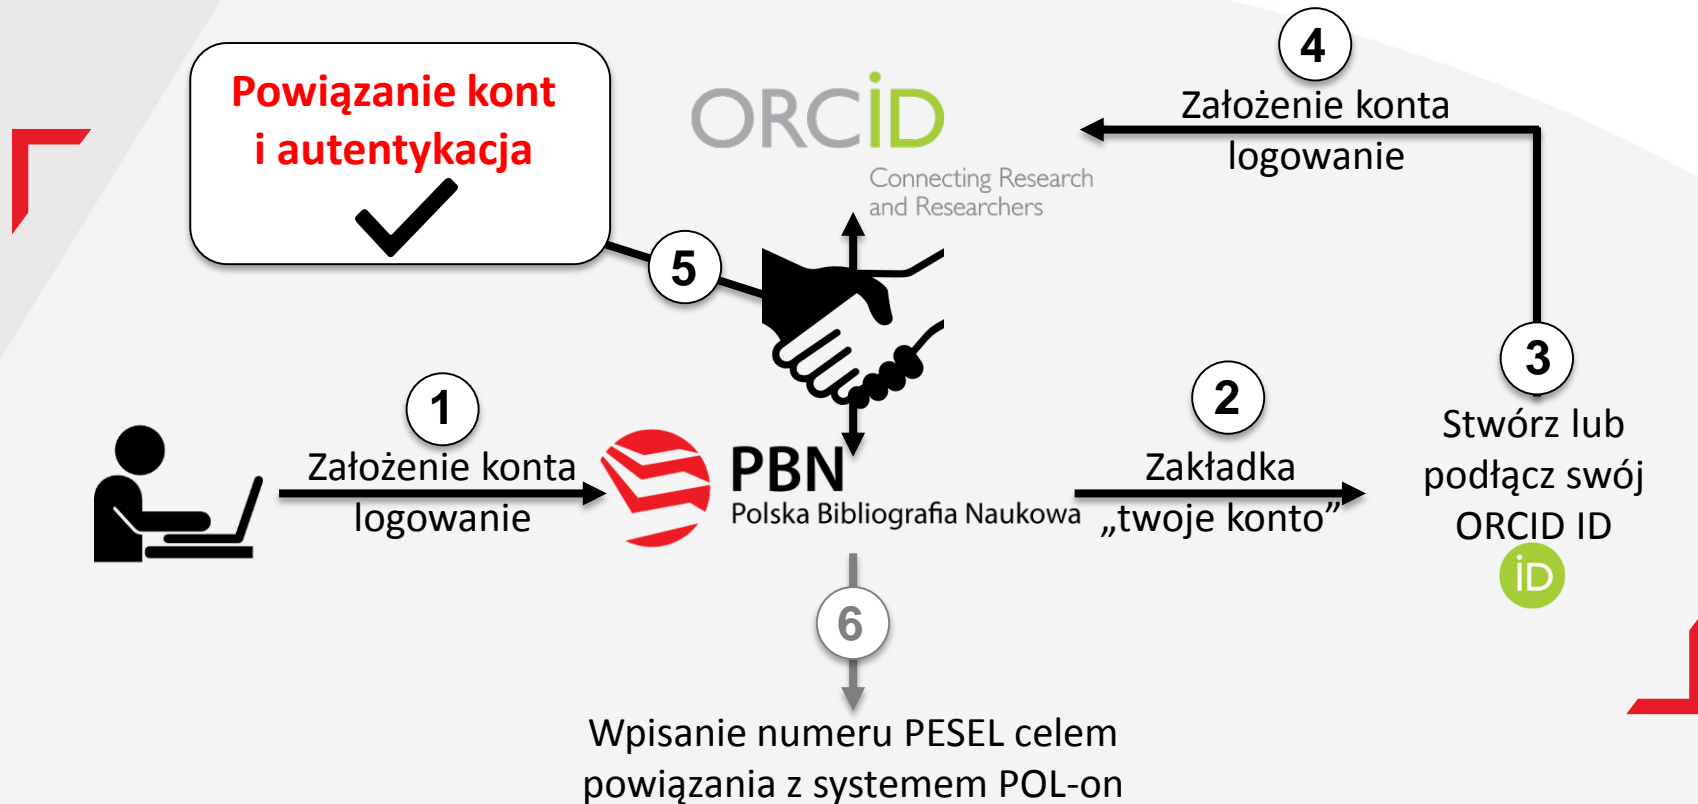 Powiązanie kont
i autentykacja
ORCID
Connecting Research
and Researchers
4
Założenie konta
logowanie
5
1
Założenie konta
logowanie
PBN
Polska Bibliografia Naukowa
2
Zakładka
„twoje konto”
3
Stwórz lub
podłącz swój
ORCID ID
iD
6
Wpisanie numeru PESEL celem
powiązania z systemem POL-on